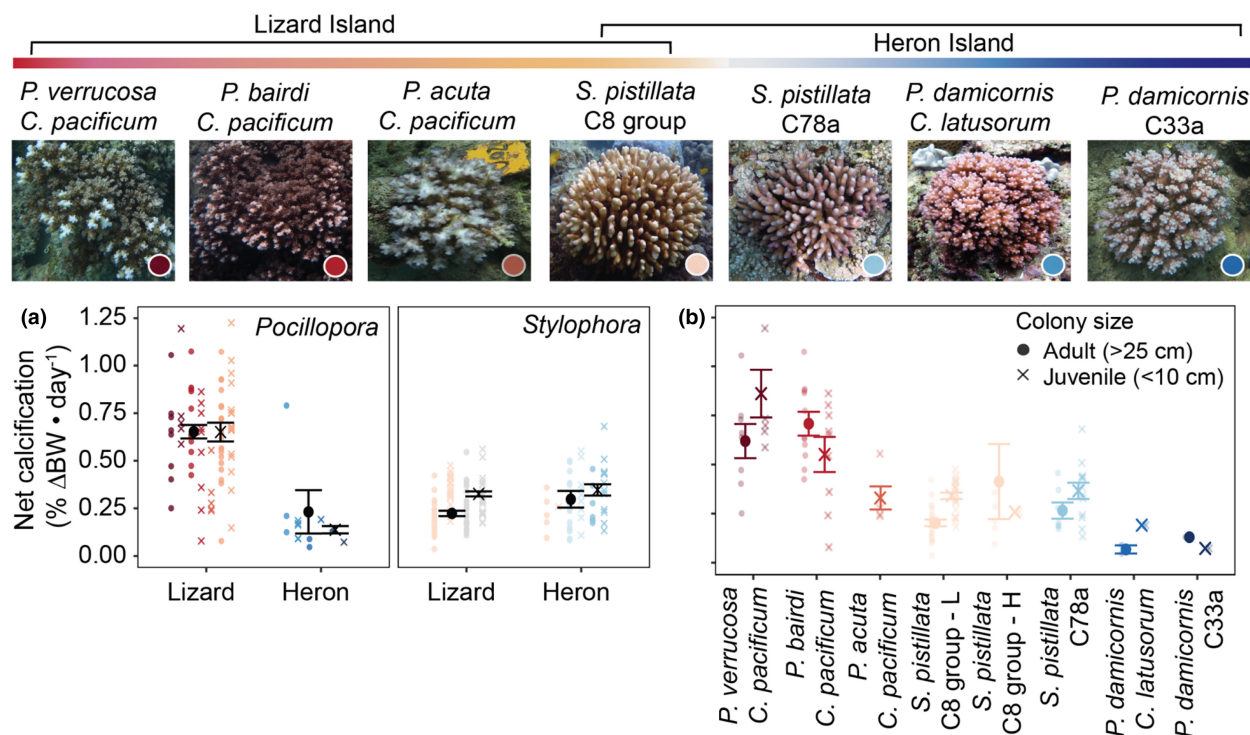 Lizard Island
Heron Island
P. verrucosa
C. pacificum
P. bairdi
C. pacificum
P. acuta
C. pacificum
S. pistillata
C8 group
S. pistillata
C78a
P. damicornis
C. latusorum
P. damicornis
C33a
(a)
Pocillopora
Stylophora
Net calcification
(% ΔBW • day⁻¹)
1.25
1.00
0.75
0.50
0.25
0.00
Lizard
Heron
Lizard
Heron
(b)
Colony size
Adult (>25 cm)
Juvenile (<10 cm)
P. verrucosa
C. pacificum
P. bairdi
C. pacificum
P. acuta
C. pacificum
S. pistillata
C8 group - L
S. pistillata
C8 group - H
S. pistillata
C78a
P. damicornis
C. latusorum
P. damicornis
C33a